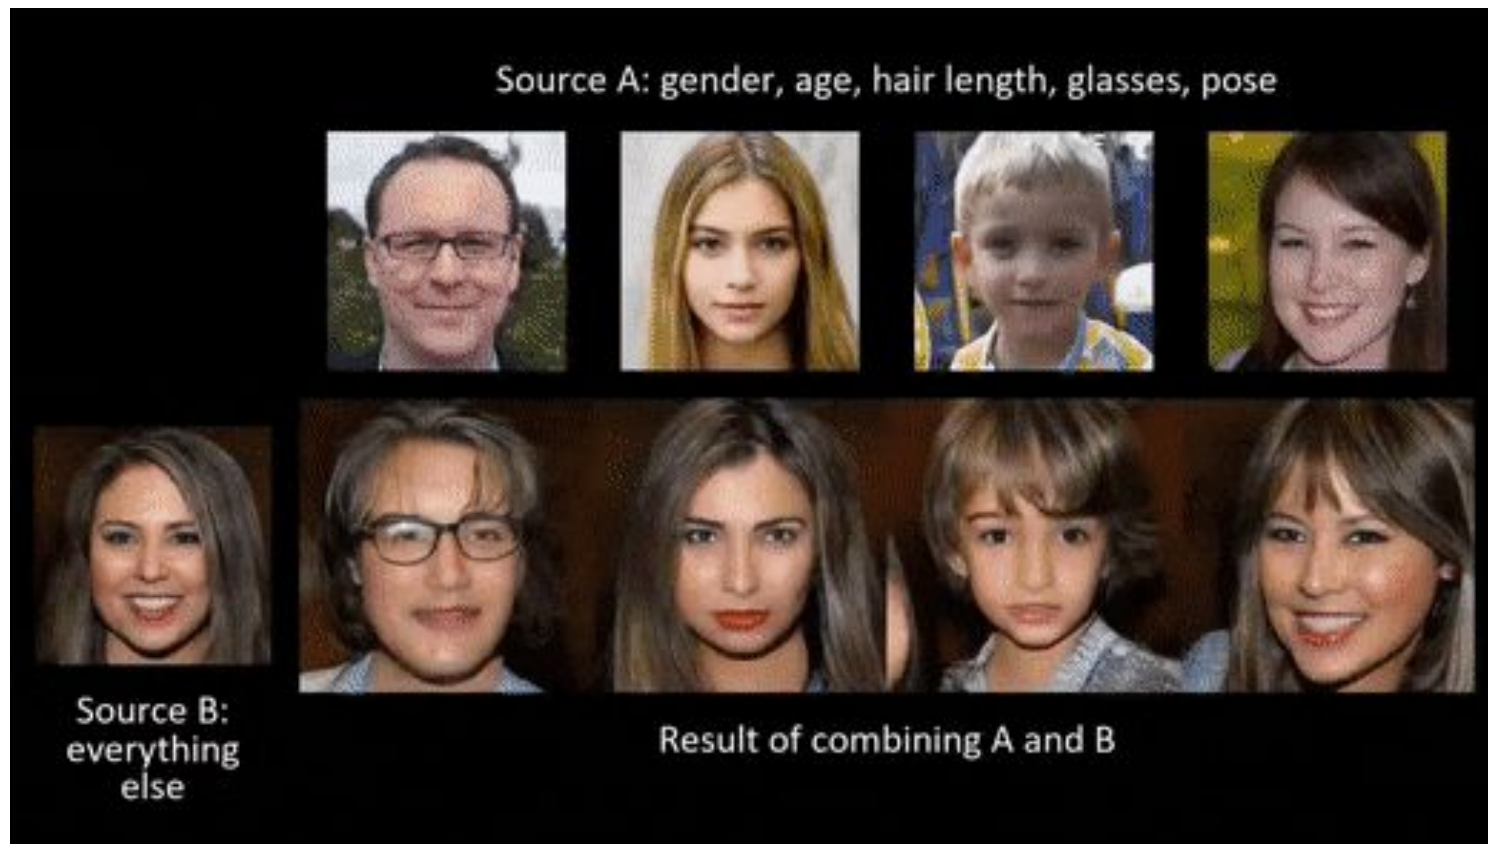 Source A: gender, age, hair length, glasses, pose
Source B:
everything
else
Result of combining A and B